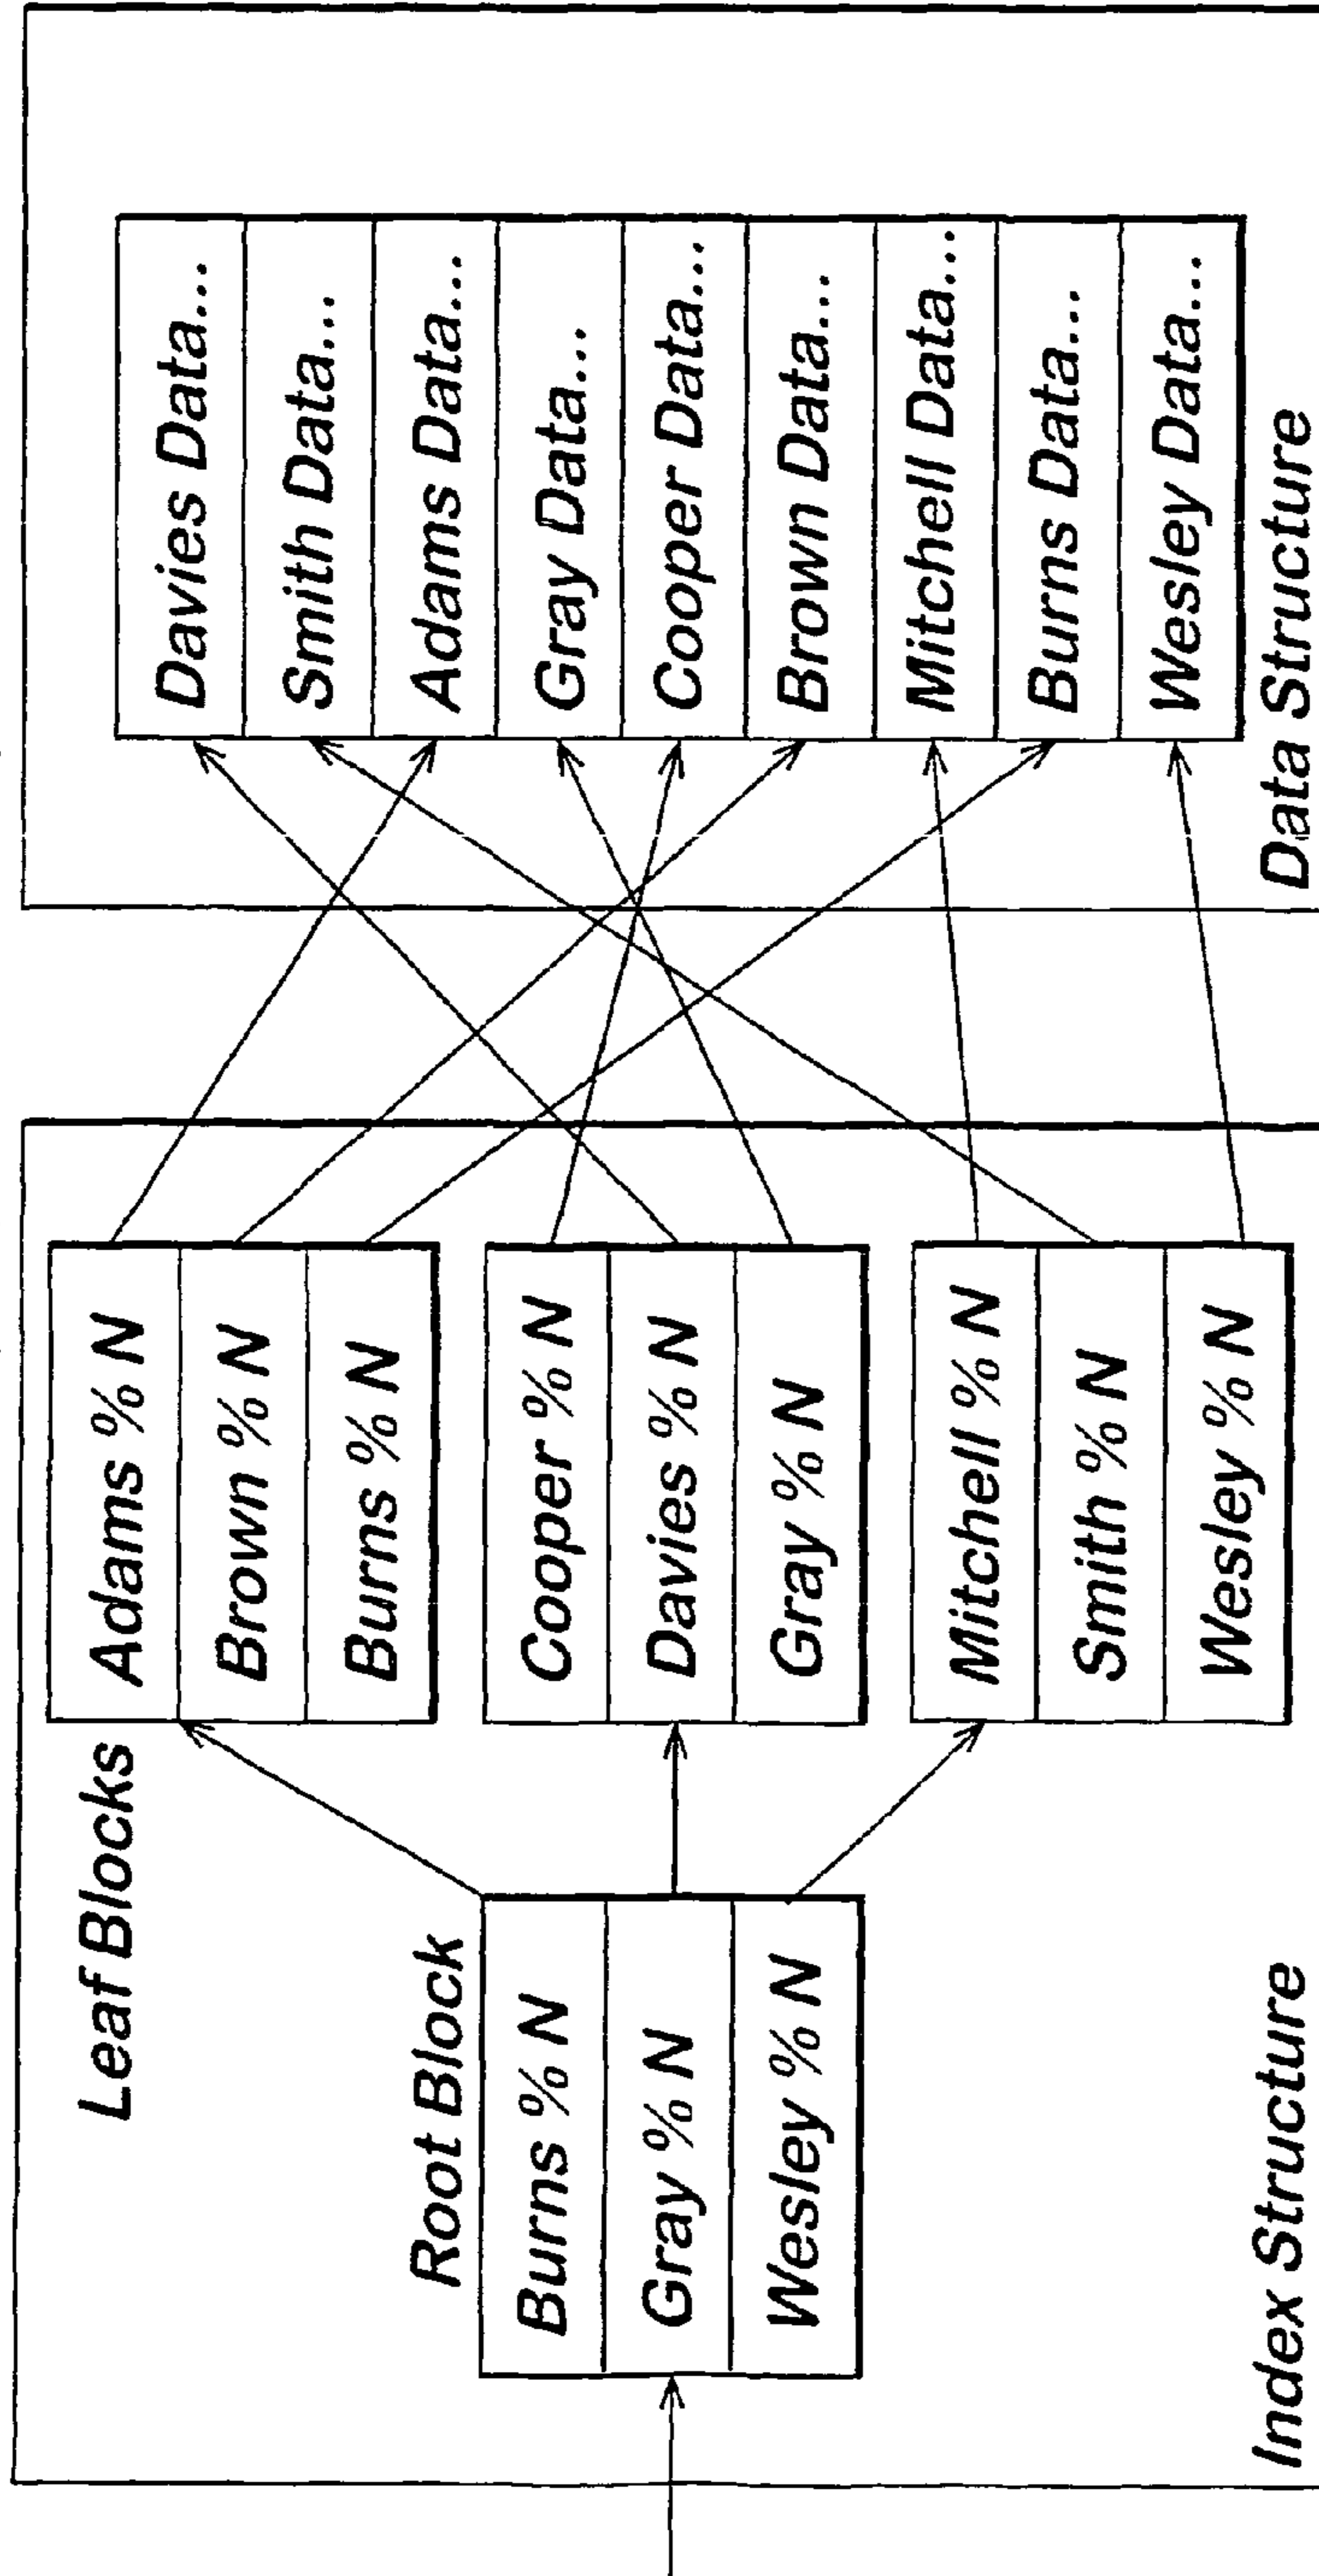 Leaf Blocks
Root Block
Burns % N
Gray % N
Wesley % N
Adams % N
Brown % N
Burns % N
Cooper % N
Davies % N
Gray % N
Mitchell % N
Smith % N
Wesley % N
Index Structure
Davies Data...
Smith Data...
Adams Data...
Gray Data...
Cooper Data...
Brown Data...
Mitchell Data...
Burns Data...
Wesley Data...
Data Structure